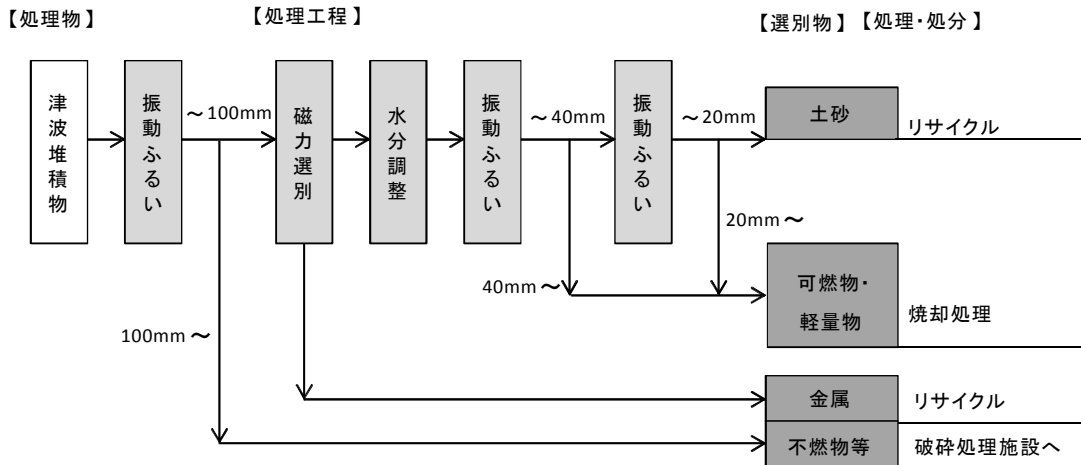 【処理物】
【処理工程】
【選別物】
【処理・処分】
津波堆積物
振動ふるい
～100mm
磁力選別
水分調整
振動ふるい
～40mm
振動ふるい
～20mm
土砂
リサイクル
20mm～
40mm～
可燃物・
軽量物
焼却処理
100mm～
金属
リサイクル
不燃物等
破砕処理施設へ